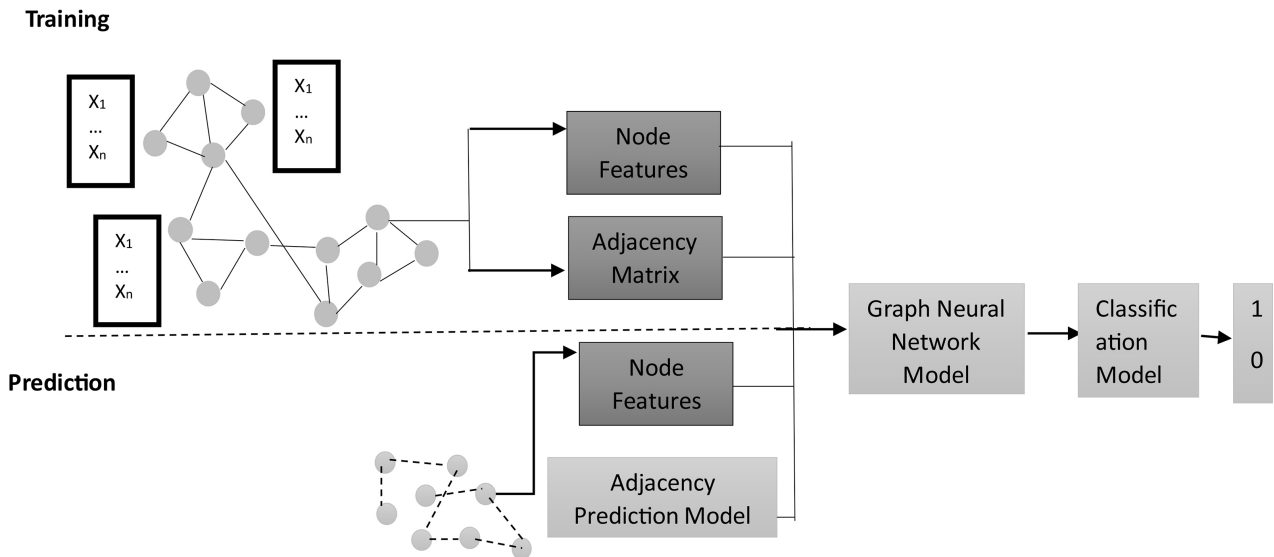 Training
X₁
...
Xₙ
X₁
...
Xₙ
X₁
...
Xₙ
Node
Features
Adjacency
Matrix
Graph Neural
Network
Model
Classific
ation
Model
1
0
Prediction
Node
Features
Adjacency
Prediction Model